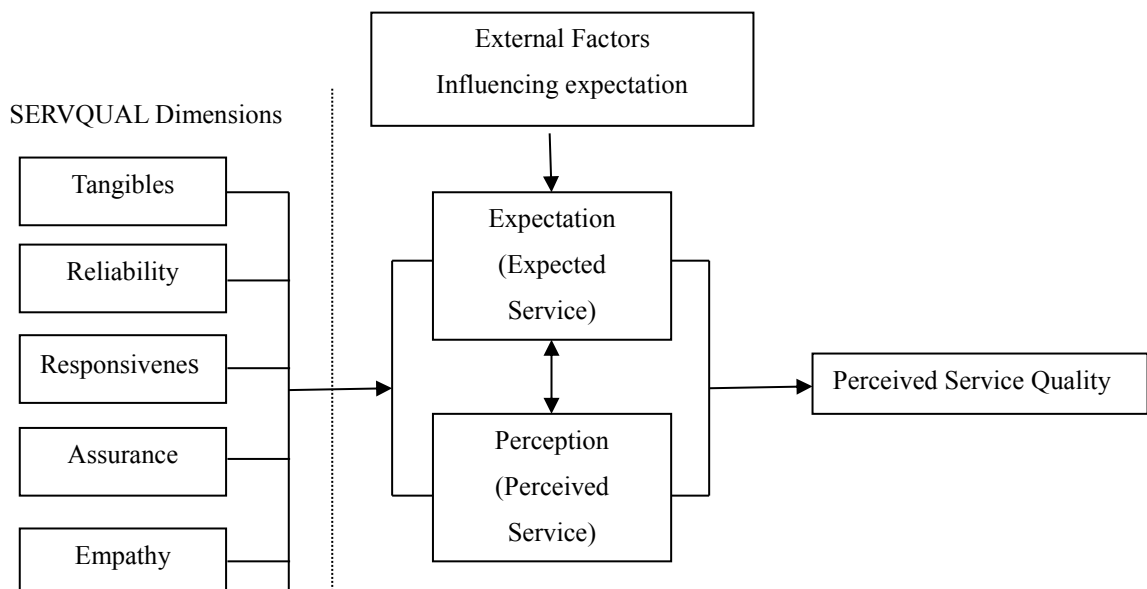 External Factors
Influencing expectation
SERVQUAL Dimensions
Tangibles
Reliability
Responsivenes
Assurance
Empathy
Expectation
(Expected
Service)
Perception
(Perceived
Service)
Perceived Service Quality